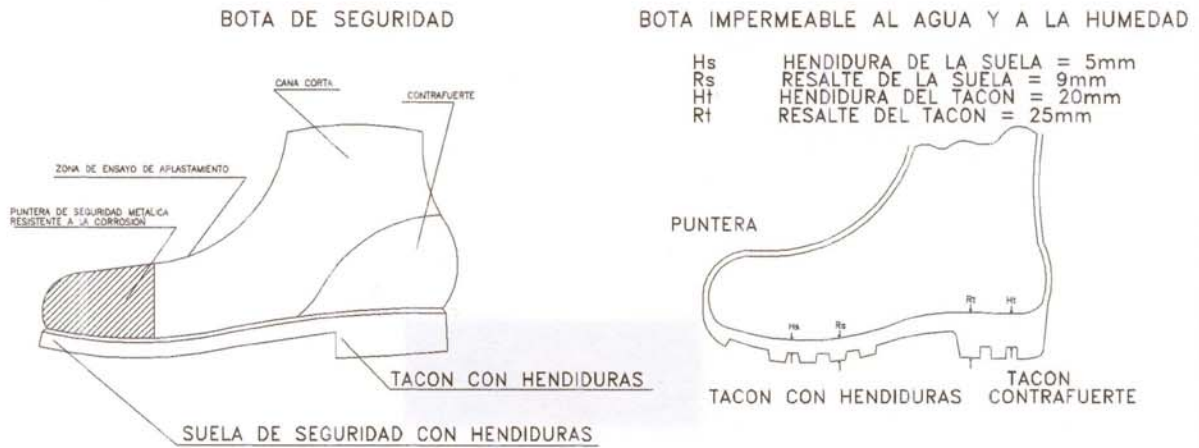 BOTA DE SEGURIDAD
CANA CORTA
CONTRAFUERTE
ZONA DE ENSAYO DE APLASTAMIENTO
PUNTERA DE SEGURIDAD METALICA
RESISTENTE A LA CORROSION
TACON CON HENDIDURAS
SUELA DE SEGURIDAD CON HENDIDURAS
BOTA IMPERMEABLE AL AGUA Y A LA HUMEDAD
Hs HENDIDURA DE LA SUELA = 5mm
Rs RESALTE DE LA SUELA = 9mm
Ht HENDIDURA DEL TACON = 20mm
Rt RESALTE DEL TACON = 25mm
PUNTERA
Rt Ht
Hs Rs
TACON CON HENDIDURAS
TACON
CONTRAFUERTE